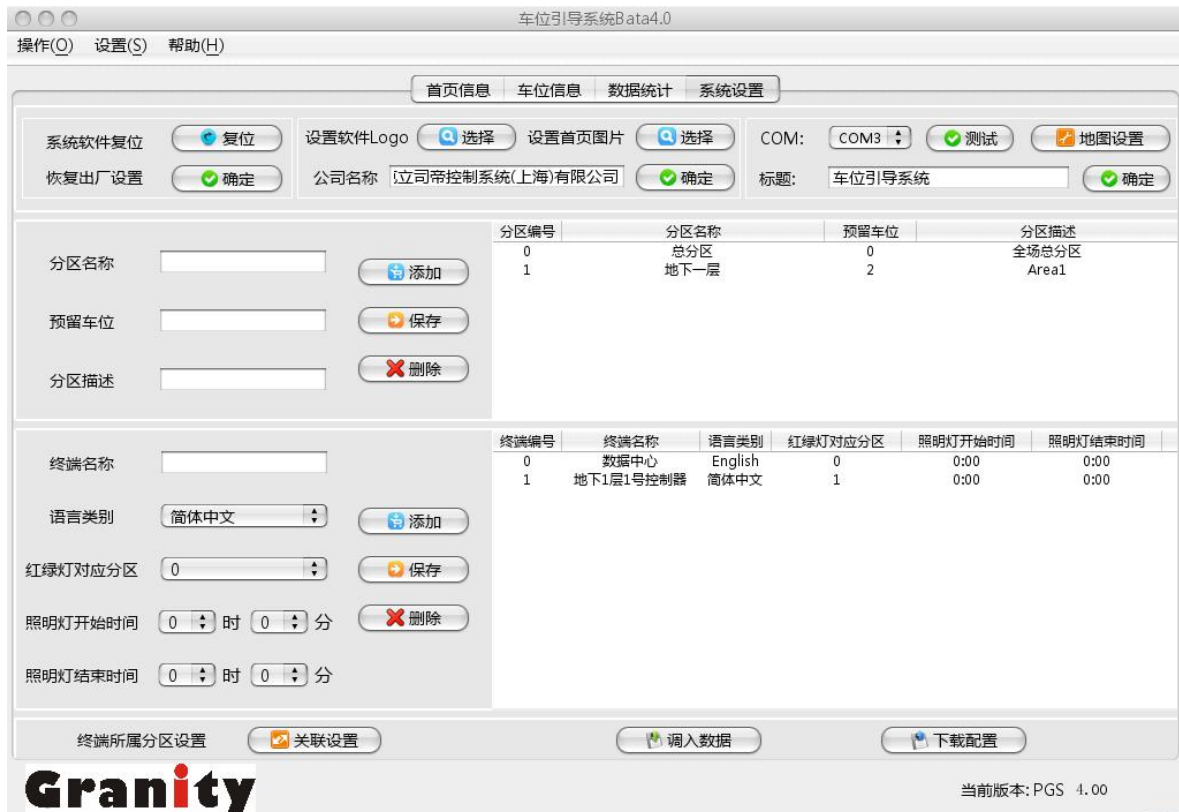 车位引导系统Bata4.0
操作(O) 设置(S) 帮助(H)
首页信息 车位信息 数据统计 系统设置
系统软件复位 复位 设置软件Logo 选择 设置首页图片 选择 COM: COM3 测试 地图设置
恢复出厂设置 确定 公司名称 立司帝控制系统(上海)有限公司 确定 标题: 车位引导系统 确定
分区编号 分区名称 预留车位 分区描述
0 总分区 0 全场总分区
1 地下一层 2 Area1
分区名称 添加
预留车位 保存
分区描述 删除
终端编号 终端名称 语言类别 红绿灯对应分区 照明灯开始时间 照明灯结束时间
0 数据中心 English 0 0:00 0:00
1 地下1层1号控制器 简体中文 1 0:00 0:00
终端名称
语言类别 简体中文 添加
红绿灯对应分区 0 保存
照明灯开始时间 0 时 0 分 删除
照明灯结束时间 0 时 0 分
终端所属分区设置 关联设置 调入数据 下载配置
Granity 当前版本: PGS 4.00